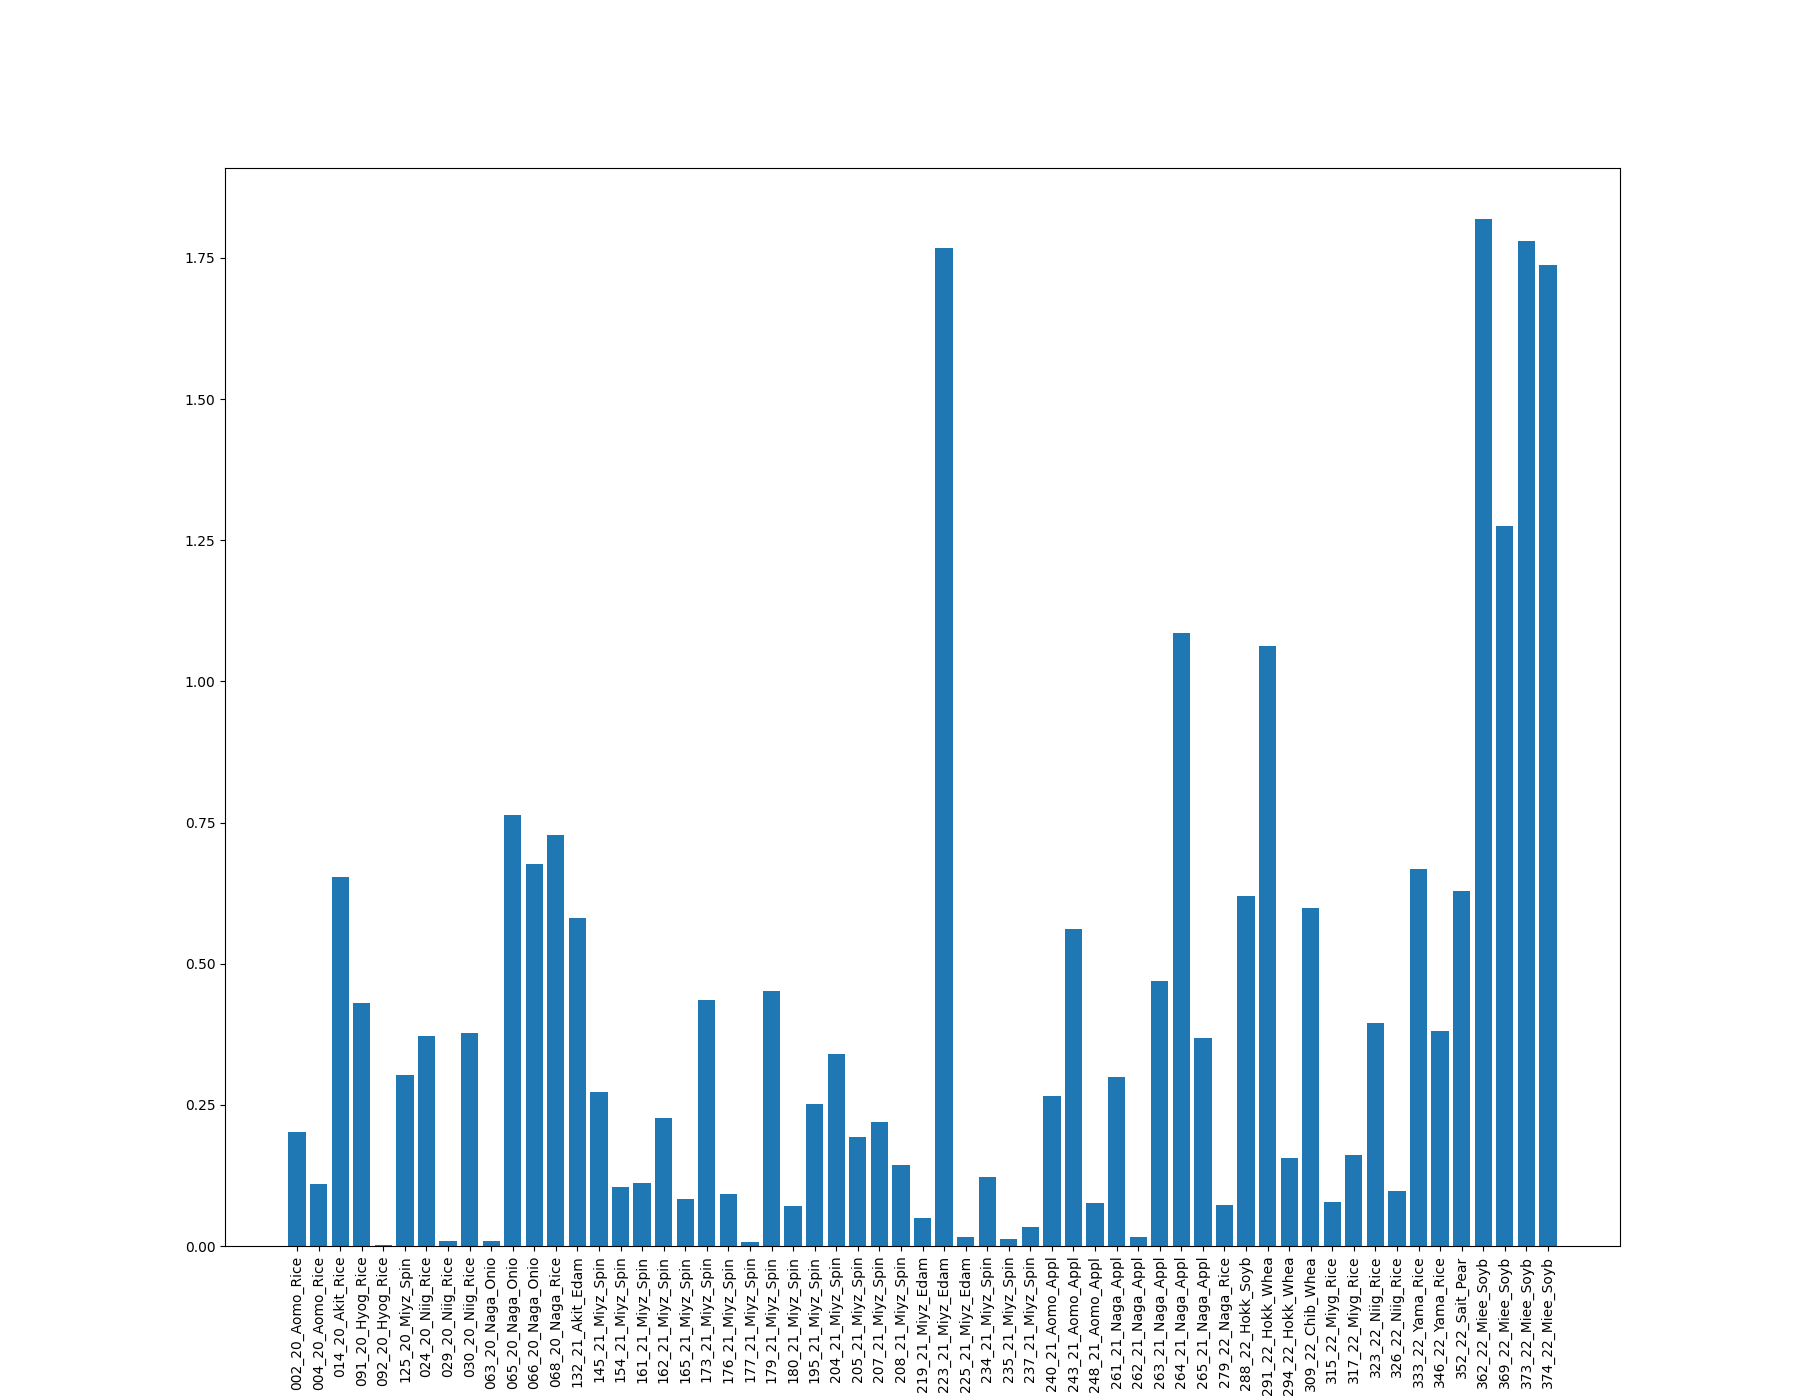 1.75
1.50
1.25
1.00
0.75
0.50
0.25
0.00
002_20_Aomo_Rice
004_20_Aomo_Rice
014_20_Akit_Rice
091_20_Hyog_Rice
092_20_Hyog_Rice
125_20_Miyz_Spin
024_20_Niig_Rice
029_20_Niig_Rice
030_20_Niig_Rice
063_20_Naga_Onio
065_20_Naga_Onio
066_20_Naga_Onio
068_20_Naga_Rice
132_21_Akit_Edam
145_21_Miyz_Spin
154_21_Miyz_Spin
161_21_Miyz_Spin
162_21_Miyz_Spin
165_21_Miyz_Spin
173_21_Miyz_Spin
176_21_Miyz_Spin
177_21_Miyz_Spin
179_21_Miyz_Spin
180_21_Miyz_Spin
195_21_Miyz_Spin
204_21_Miyz_Spin
205_21_Miyz_Spin
207_21_Miyz_Spin
208_21_Miyz_Spin
219_21_Miyz_Edam
223_21_Miyz_Edam
225_21_Miyz_Edam
234_21_Miyz_Spin
235_21_Miyz_Spin
237_21_Miyz_Spin
240_21_Aomo_Appl
243_21_Aomo_Appl
248_21_Aomo_Appl
261_21_Naga_Appl
262_21_Naga_Appl
263_21_Naga_Appl
264_21_Naga_Appl
265_21_Naga_Appl
279_22_Naga_Rice
288_22_Hokk_Soyb
291_22_Hokk_Whea
294_22_Hokk_Whea
309_22_Chib_Whea
315_22_Miyg_Rice
317_22_Miyg_Rice
323_22_Niig_Rice
326_22_Niig_Rice
333_22_Yama_Rice
346_22_Yama_Rice
352_22_Sait_Pear
362_22_Miee_Soyb
369_22_Miee_Soyb
373_22_Miee_Soyb
374_22_Miee_Soyb